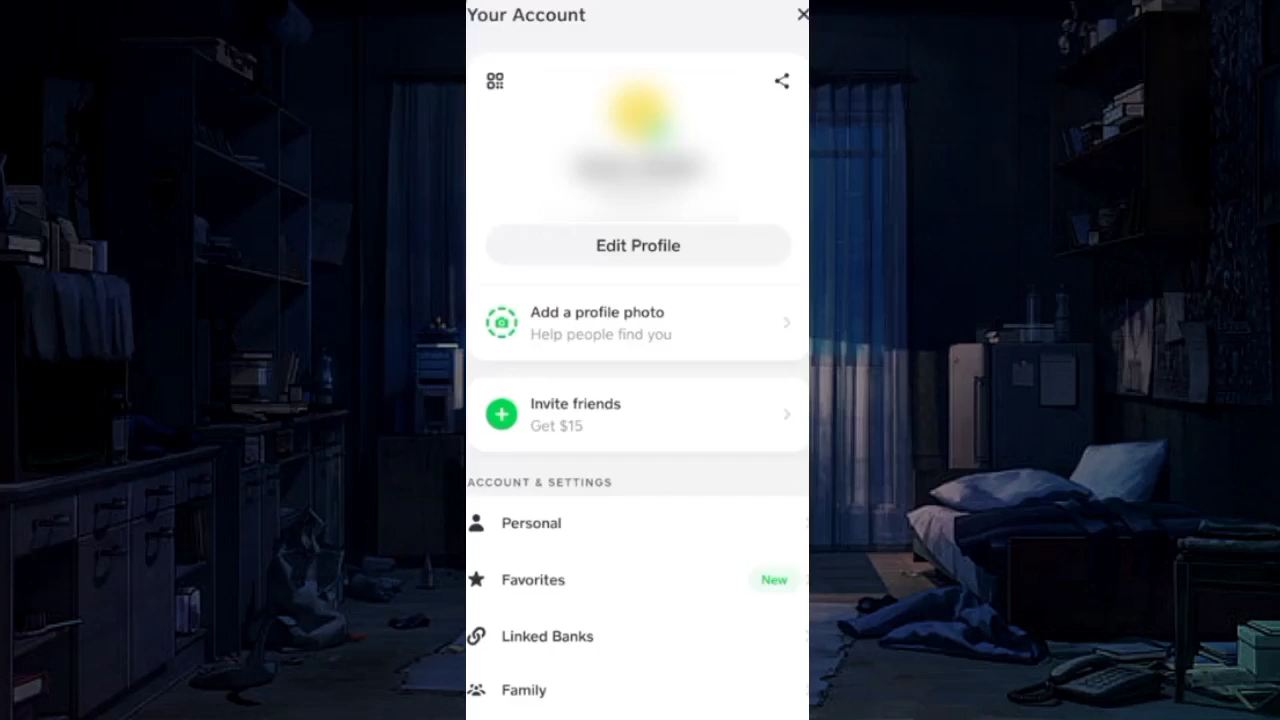 Your Account
Edit Profile
Add a profile photo
Help people find you
Invite friends
Get $15
ACCOUNT & SETTINGS
Personal
Favorites
New
Linked Banks
Family